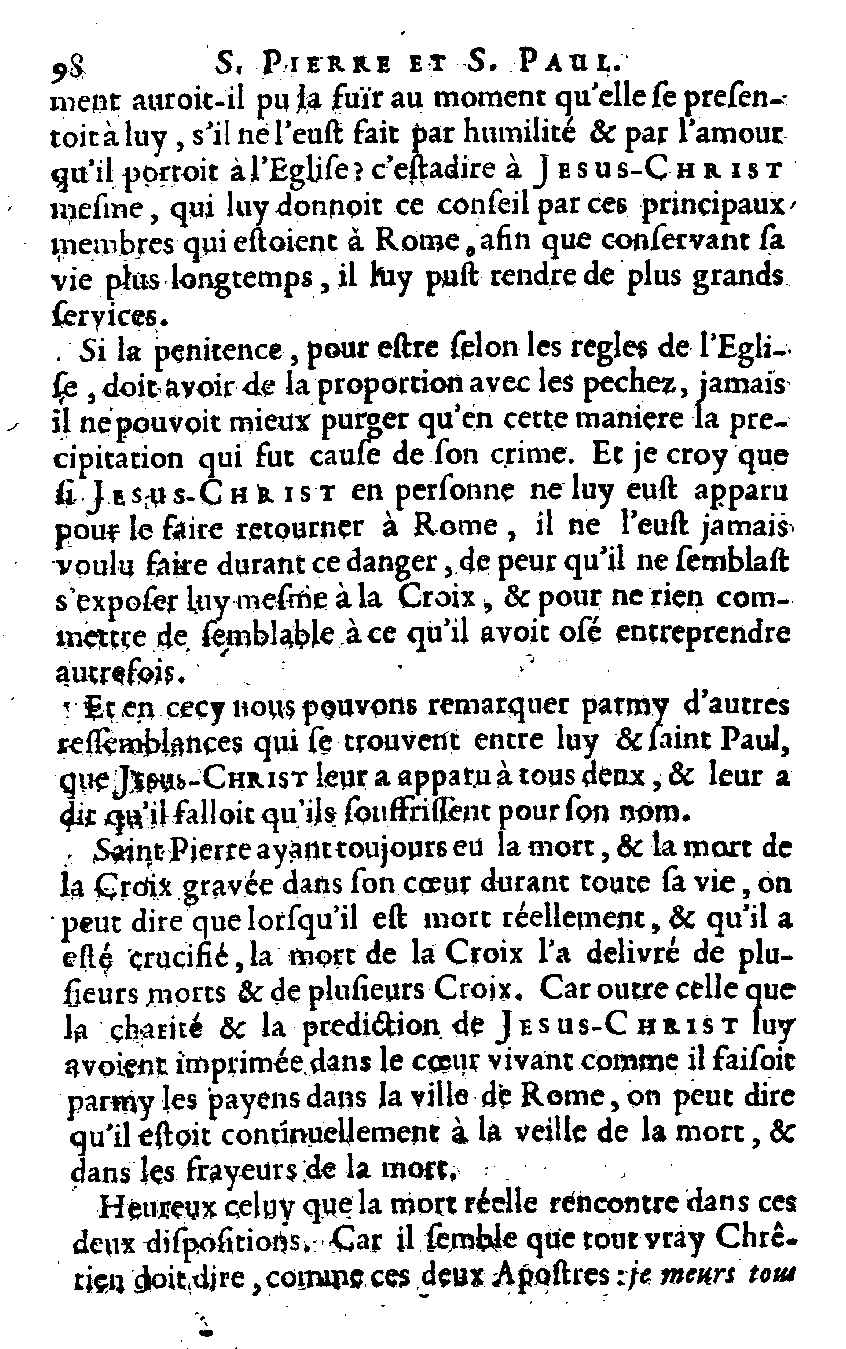 98 S. PIERRE ET S. PAUL.
ment auroit-il pu la fuïr au moment qu'elle ſe preſen-
toit à luy, s'il ne l'euſt fait par humilité & par l'amour
qu'il portoit à l'Egliſe? c'eſtadire à JESUS-CHRIST
meſme, qui luy donnoit ce conſeil par ces principaux
membres qui eſtoient à Rome, afin que conſervant ſa
vie plus longtemps, il luy puſt rendre de plus grands
ſervices.
Si la penitence, pour eſtre ſelon les regles de l'Egli-
ſe, doit avoir de la proportion avec les pechez, jamais
il ne pouvoit mieux purger qu'en cette maniere la pre-
cipitation qui fut cauſe de ſon crime. Et je croy que
ſi JESUS-CHRIST en perſonne ne luy euſt apparu
pour le faire retourner à Rome, il ne l'euſt jamais
voulu faire durant ce danger, de peur qu'il ne ſemblaſt
s'expoſer luy meſme à la Croix, & pour ne rien com-
mettre de ſemblable à ce qu'il avoit oſé entreprendre
autrefois.
Et en cecy nous pouvons remarquer parmy d'autres
reſſemblances qui ſe trouvent entre luy & ſaint Paul,
que JESUS-CHRIST leur a apparu à tous deux, & leur a
dit qu'il falloit qu'ils ſouffriſſent pour ſon nom.
Saint Pierre ayant toujours eu la mort, & la mort de
la Croix gravée dans ſon cœur durant toute ſa vie, on
peut dire que lorſqu'il eſt mort réellement, & qu'il a
eſté crucifié, la mort de la Croix l'a delivré de plu-
ſieurs morts & de pluſieurs Croix. Car outre celle que
la charité & la prediction de JESUS-CHRIST luy
avoient imprimée dans le cœur vivant comme il faiſoit
parmy les payens dans la ville de Rome, on peut dire
qu'il eſtoit continuellement à la veille de la mort, &
dans les frayeurs de la mort.
Heureux celuy que la mort réelle rencontre dans ces
deux diſpoſitions. Car il ſemble que tout vray Chrê-
tien doit dire, comme ces deux Apoſtres : je meurs tous